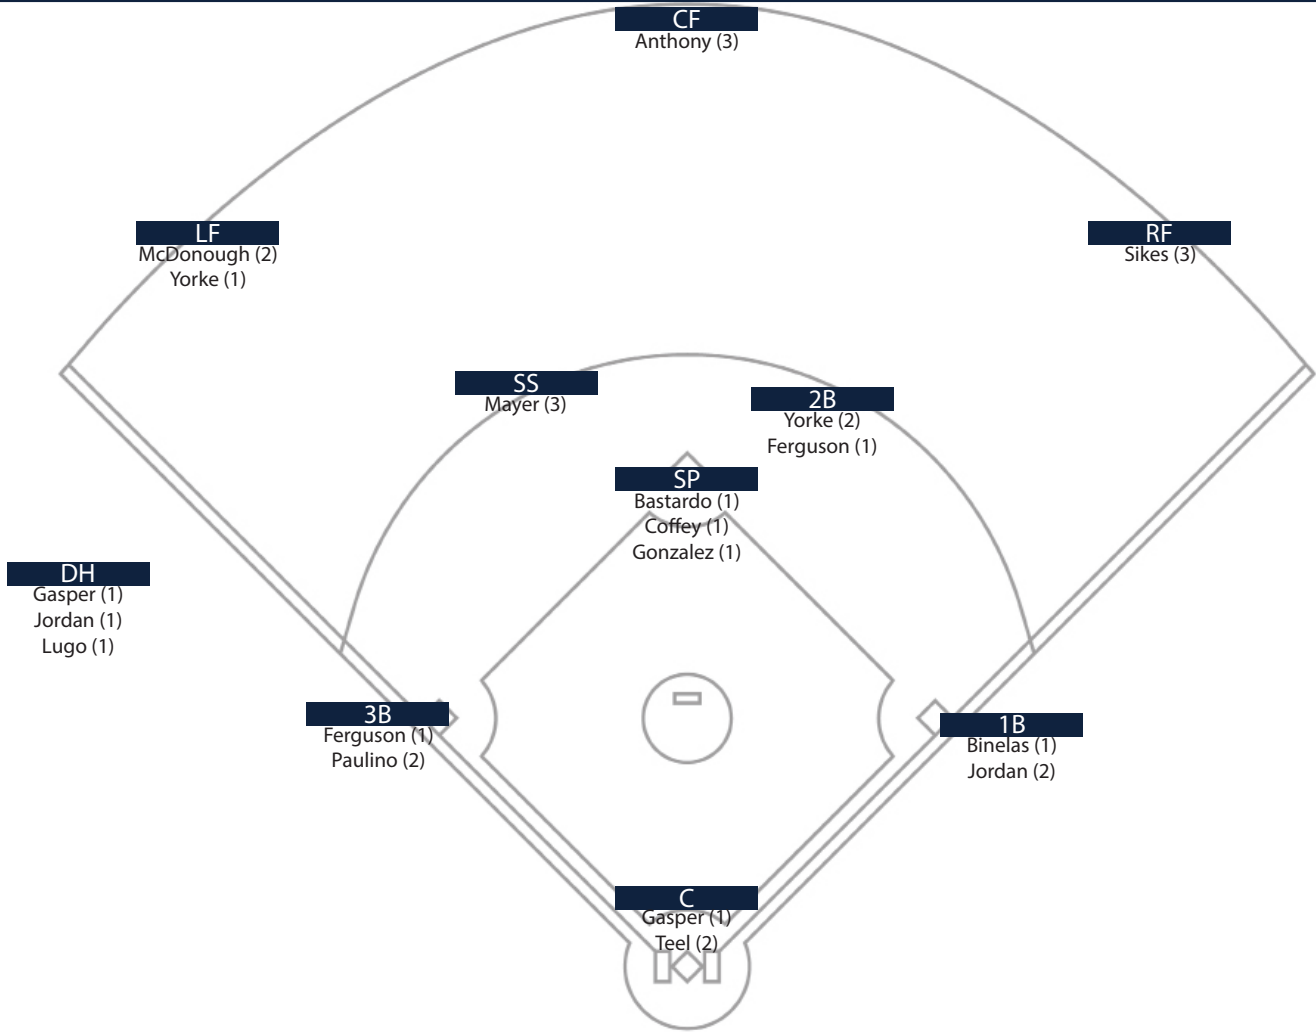 CF
Anthony (3)
LF
McDonough (2)
Yorke (1)
RF
Sikes (3)
SS
Mayer (3)
2B
Yorke (2)
Ferguson (1)
SP
Bastardo (1)
Coffey (1)
Gonzalez (1)
DH
Gasper (1)
Jordan (1)
Lugo (1)
3B
Ferguson (1)
Paulino (2)
1B
Binelas (1)
Jordan (2)
C
Gasper (1)
Teel (2)